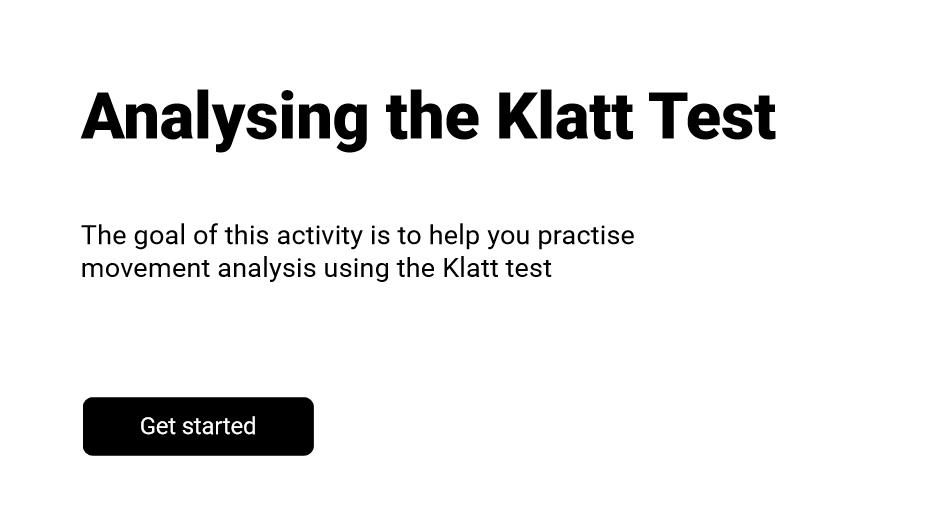 Analysing the Klatt Test
The goal of this activity is to help you practise
movement analysis using the Klatt test
Get started